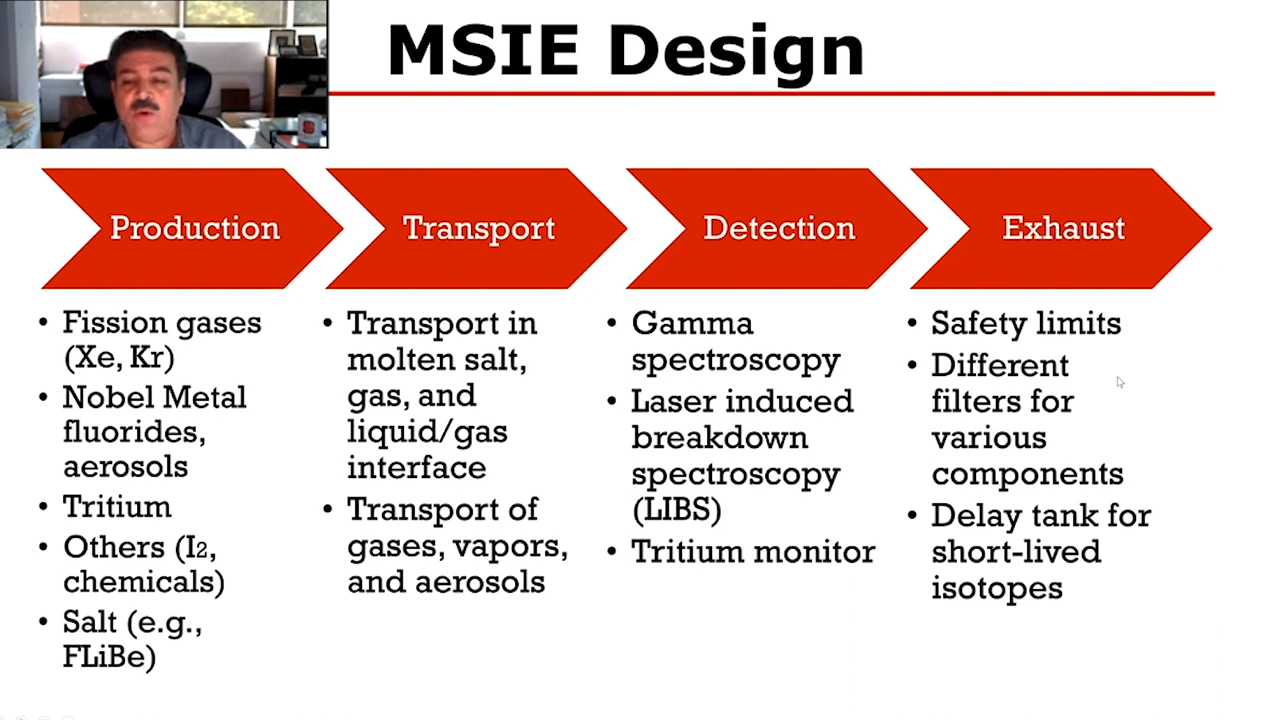 MSIE Design
Production
Transport
Detection
Exhaust
• Fission gases
(Xe, Kr)
• Nobel Metal
fluorides,
aerosols
• Tritium
• Others (I2,
chemicals)
• Salt (e.g.,
FLiBe)
• Transport in
molten salt,
gas, and
liquid/gas
interface
• Transport of
gases, vapors,
and aerosols
• Gamma
spectroscopy
• Laser induced
breakdown
spectroscopy
(LIBS)
• Tritium monitor
• Safety limits
• Different
filters for
various
components
• Delay tank for
short-lived
isotopes